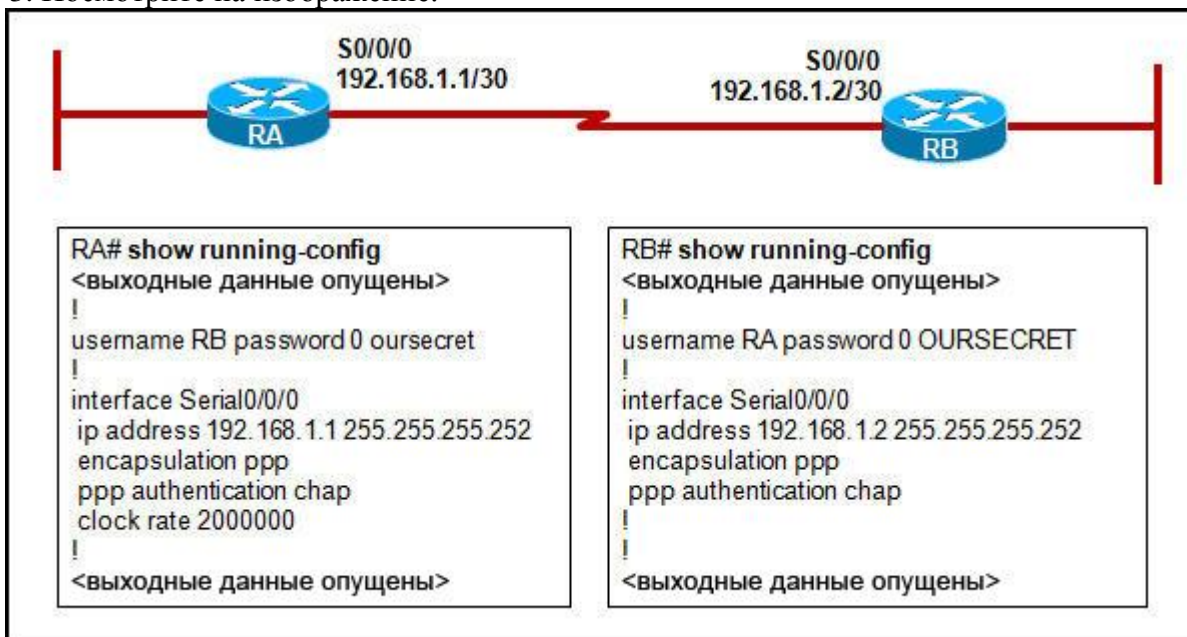 S0/0/0
192.168.1.1/30
S0/0/0
192.168.1.2/30
RA
RB
RA# show running-config
<выходные данные опущены>
!
username RB password 0 oursecret
!
interface Serial0/0/0
ip address 192.168.1.1 255.255.255.252
encapsulation ppp
ppp authentication chap
clock rate 2000000
!
<выходные данные опущены>
RB# show running-config
<выходные данные опущены>
!
username RA password 0 OURSECRET
!
interface Serial0/0/0
ip address 192.168.1.2 255.255.255.252
encapsulation ppp
ppp authentication chap
!
!
<выходные данные опущены>